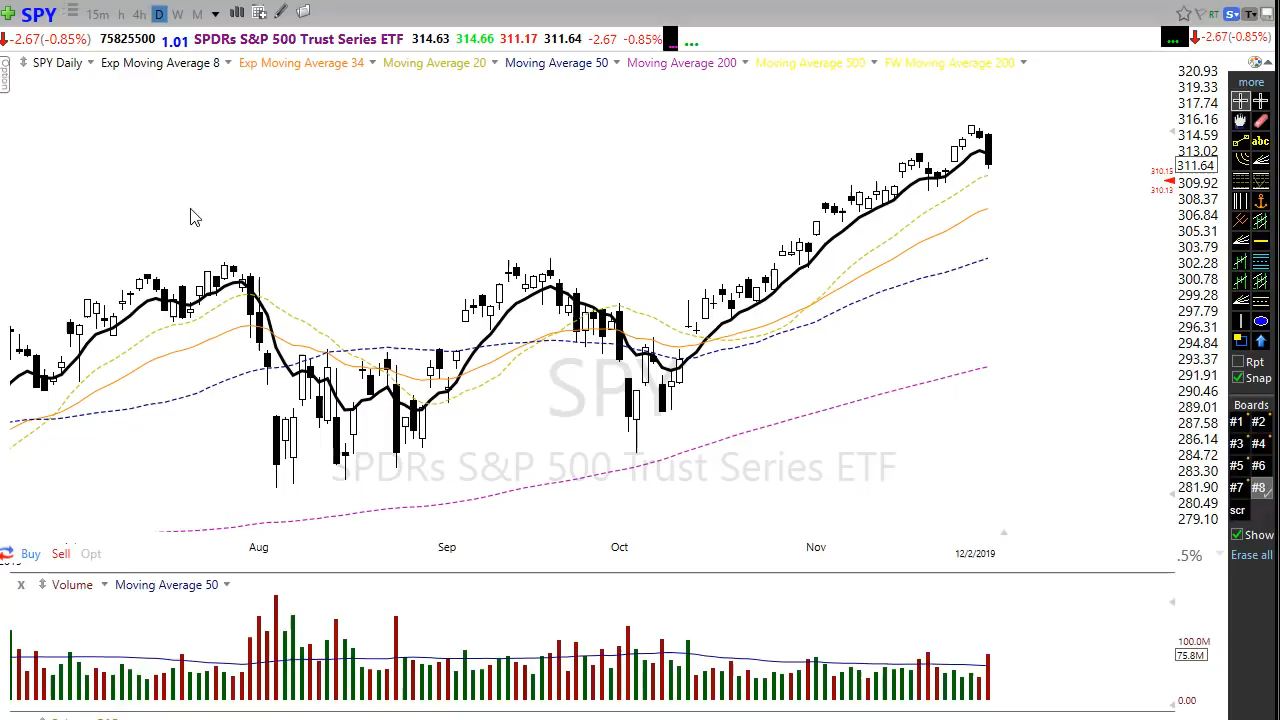 SPY 15m h 4h D W M RT S T
-2.67(-0.85%) 75825500 1.01 SPDRs S&P 500 Trust Series ETF 314.63 314.66 311.17 311.64 -2.67 -0.85% ... ... ... -2.67(-0.85%)
Option
SPY Daily Exp Moving Average 8 Exp Moving Average 34 Moving Average 20 Moving Average 50 Moving Average 200 Moving Average 500 FW Moving Average 200
320.93
319.33
317.74
316.16
314.59
313.02
311.64
310.15
310.13
309.92
308.37
306.84
305.31
303.79
302.28
300.78
299.28
297.79
296.31
294.84
293.37
291.91
290.46
289.01
287.58
286.14
284.72
283.30
281.90
280.49
279.10
more
abc
Rpt
Snap
Boards
#1 #2
#3 #4
#5 #6
#7 #8
scr
Show
Erase all
SPY
SPDRs S&P 500 Trust Series ETF
Aug Sep Oct Nov 12/2/2019
Buy Sell Opt .5%
X Volume Moving Average 50
100.0M
75.8M
0.00